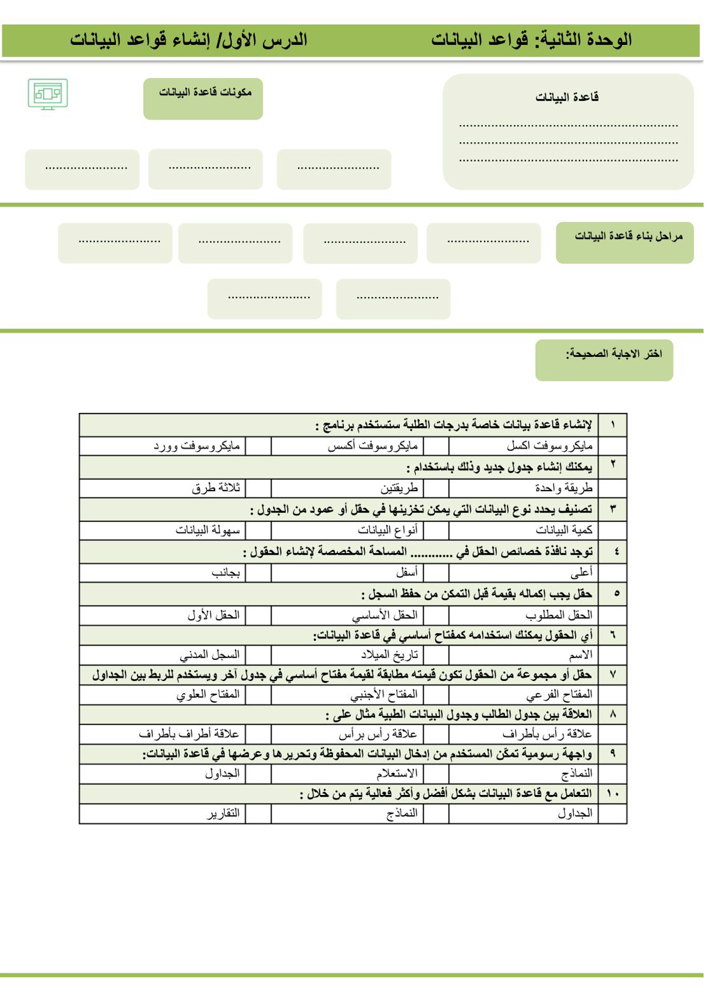 الوحدة الثانية: قواعد البيانات الدرس الأول/ إنشاء قواعد البيانات
قاعدة البيانات
............................................................
............................................................
............................................................
مكونات قاعدة البيانات
....................... ....................... .......................
مراحل بناء قاعدة البيانات
....................... ....................... ....................... .......................
....................... .......................
اختر الاجابة الصحيحة:
١ لإنشاء قاعدة بيانات خاصة بدرجات الطلبة ستستخدم برنامج :
مايكروسوفت اكسل مايكروسوفت أكسس مايكروسوفت وورد
٢ يمكنك إنشاء جدول جديد وذلك باستخدام :
طريقة واحدة طريقتين ثلاثة طرق
٣ تصنيف يحدد نوع البيانات التي يمكن تخزينها في حقل أو عمود من الجدول :
كمية البيانات أنواع البيانات سهولة البيانات
٤ توجد نافذة خصائص الحقل في ............ المساحة المخصصة لإنشاء الحقول :
أعلى أسفل بجانب
٥ حقل يجب إكماله بقيمة قبل التمكن من حفظ السجل :
الحقل المطلوب الحقل الأساسي الحقل الأول
٦ أي الحقول يمكنك استخدامه كمفتاح أساسي في قاعدة البيانات:
الاسم تاريخ الميلاد السجل المدني
٧ حقل أو مجموعة من الحقول تكون قيمته مطابقة لقيمة مفتاح أساسي في جدول آخر ويستخدم للربط بين الجداول
المفتاح الفرعي المفتاح الأجنبي المفتاح العلوي
٨ العلاقة بين جدول الطالب وجدول البيانات الطبية مثال على :
علاقة رأس بأطراف علاقة رأس برأس علاقة أطراف بأطراف
٩ واجهة رسومية تمكّن المستخدم من إدخال البيانات المحفوظة وتحريرها وعرضها في قاعدة البيانات:
النماذج الاستعلام الجداول
١٠ التعامل مع قاعدة البيانات بشكل أفضل وأكثر فعالية يتم من خلال :
الجداول النماذج التقارير